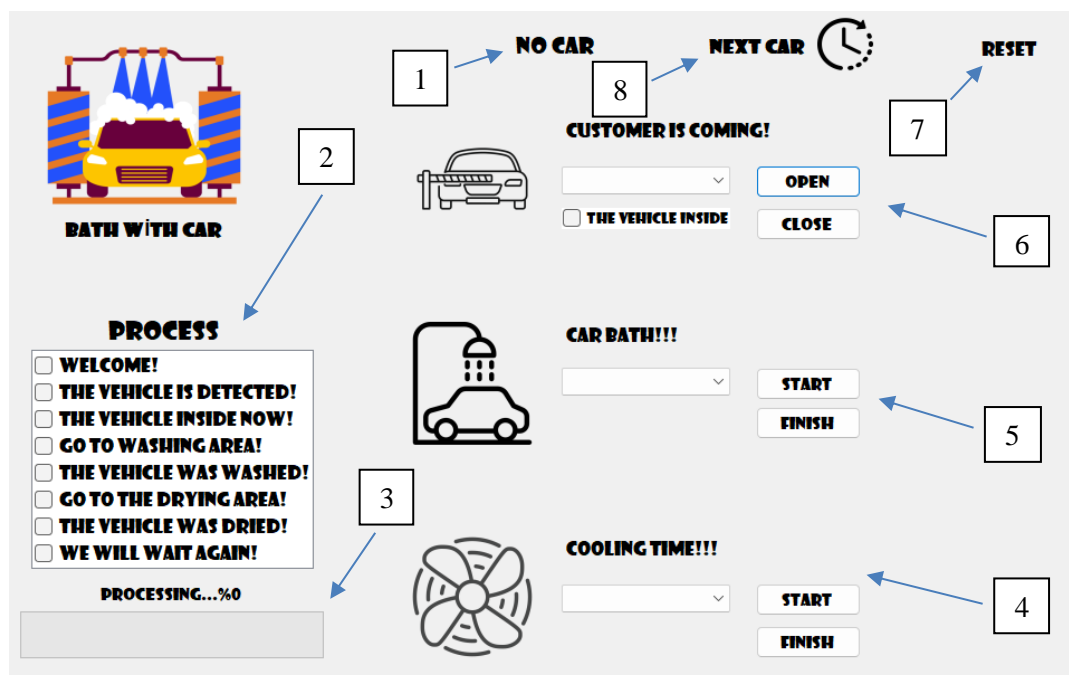 NO CAR
NEXT CAR
RESET
1
8
7
CUSTOMER IS COMING!
2
OPEN
THE VEHICLE INSIDE
CLOSE
BATH WİTH CAR
6
PROCESS
WELCOME!
THE VEHICLE IS DETECTED!
THE VEHICLE INSIDE NOW!
GO TO WASHING AREA!
THE VEHICLE WAS WASHED!
GO TO THE DRYING AREA!
THE VEHICLE WAS DRIED!
WE WILL WAIT AGAIN!
CAR BATH!!!
START
FINISH
5
3
PROCESSING...%0
COOLING TIME!!!
START
FINISH
4